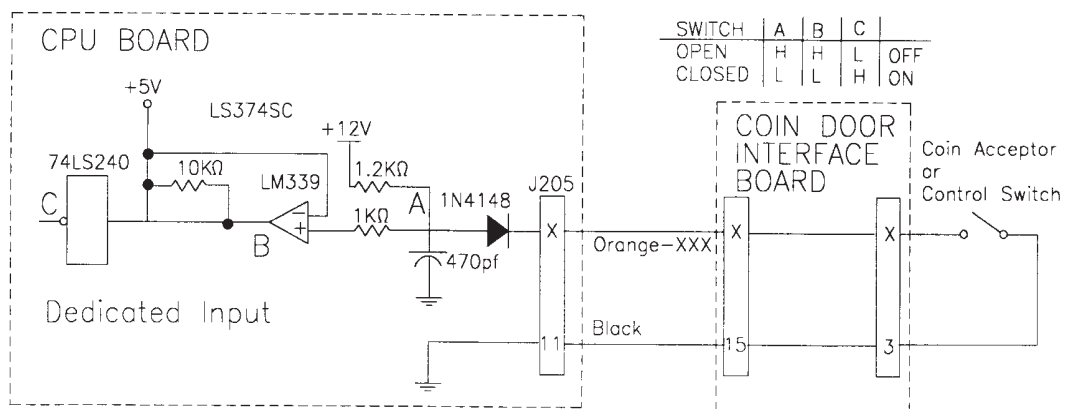 CPU BOARD
+5V
LS374SC
+12V
74LS240
10KΩ
LM339
1.2KΩ
A
1N4148
J205
C
B
−
+
1KΩ
470pf
X
Orange-XXX
Dedicated Input
11
Black
SWITCH A B C
OPEN H H L OFF
CLOSED L L H ON
COIN DOOR
INTERFACE
BOARD
X
X
15
3
Coin Acceptor
or
Control Switch